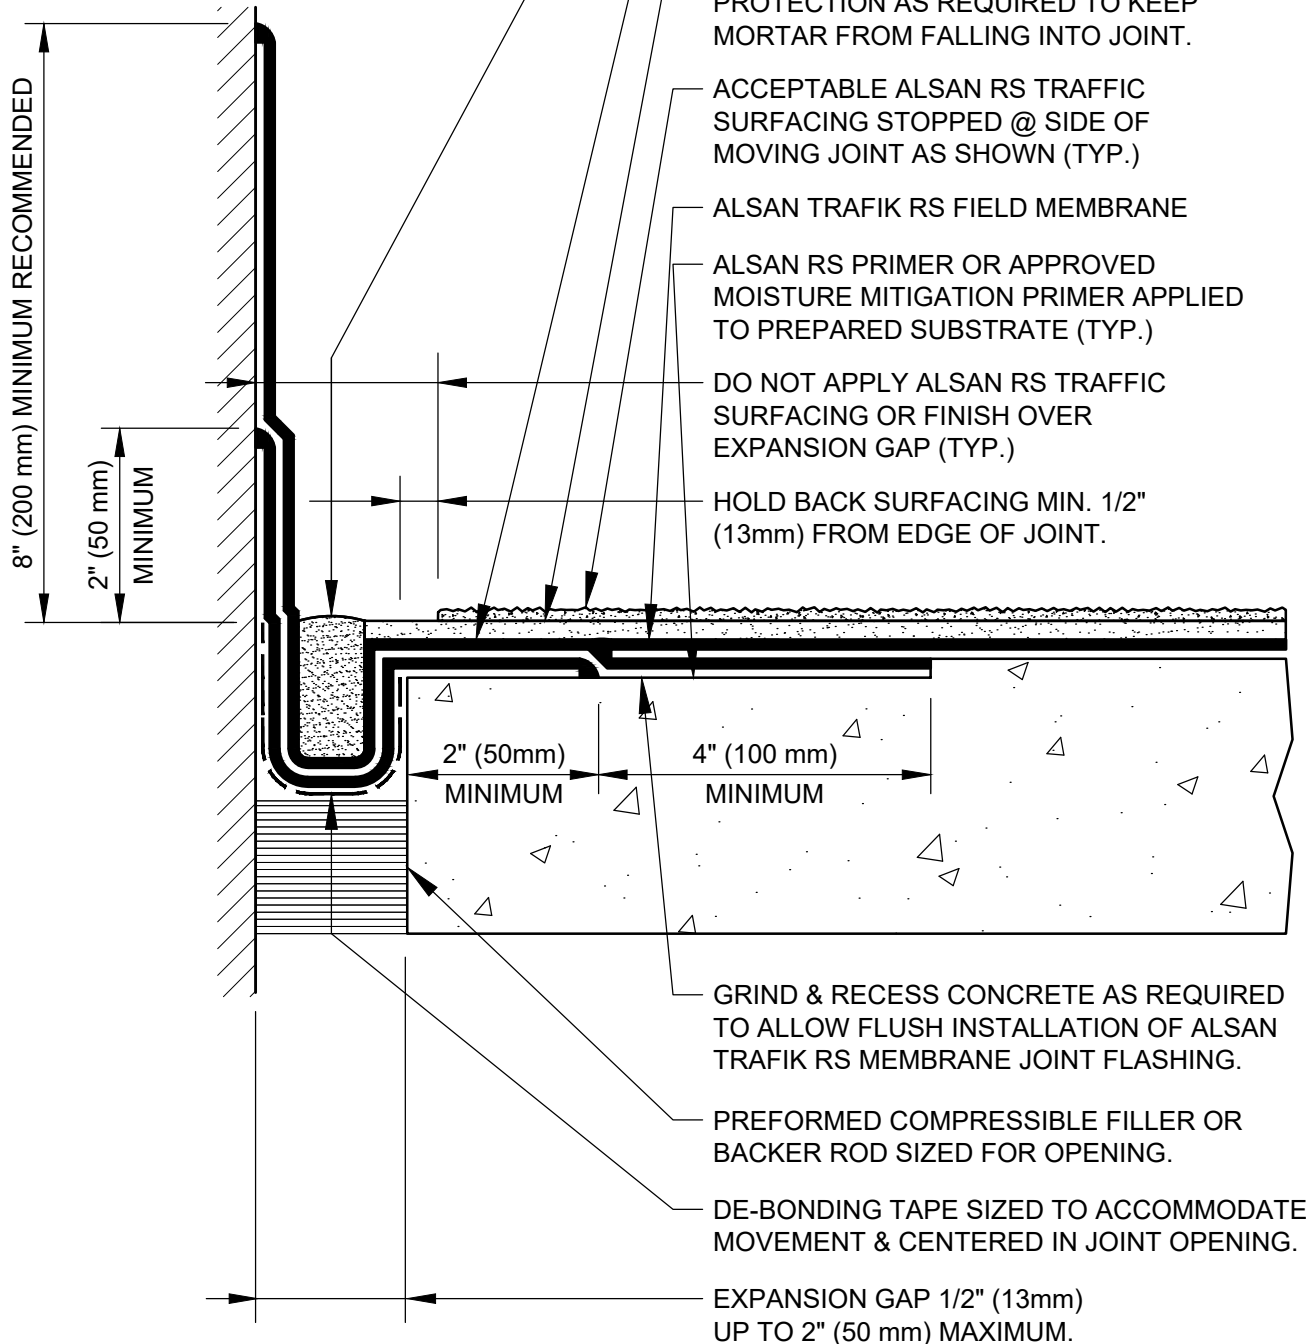 PROTECTION AS REQUIRED TO KEEP
MORTAR FROM FALLING INTO JOINT.
ACCEPTABLE ALSAN RS TRAFFIC
SURFACING STOPPED @ SIDE OF
MOVING JOINT AS SHOWN (TYP.)
ALSAN TRAFIK RS FIELD MEMBRANE
ALSAN RS PRIMER OR APPROVED
MOISTURE MITIGATION PRIMER APPLIED
TO PREPARED SUBSTRATE (TYP.)
DO NOT APPLY ALSAN RS TRAFFIC
SURFACING OR FINISH OVER
EXPANSION GAP (TYP.)
HOLD BACK SURFACING MIN. 1/2"
(13mm) FROM EDGE OF JOINT.
8" (200 mm) MINIMUM RECOMMENDED
2" (50 mm)
MINIMUM
2" (50mm)
MINIMUM
4" (100 mm)
MINIMUM
GRIND & RECESS CONCRETE AS REQUIRED
TO ALLOW FLUSH INSTALLATION OF ALSAN
TRAFIK RS MEMBRANE JOINT FLASHING.
PREFORMED COMPRESSIBLE FILLER OR
BACKER ROD SIZED FOR OPENING.
DE-BONDING TAPE SIZED TO ACCOMMODATE
MOVEMENT & CENTERED IN JOINT OPENING.
EXPANSION GAP 1/2" (13mm)
UP TO 2" (50 mm) MAXIMUM.